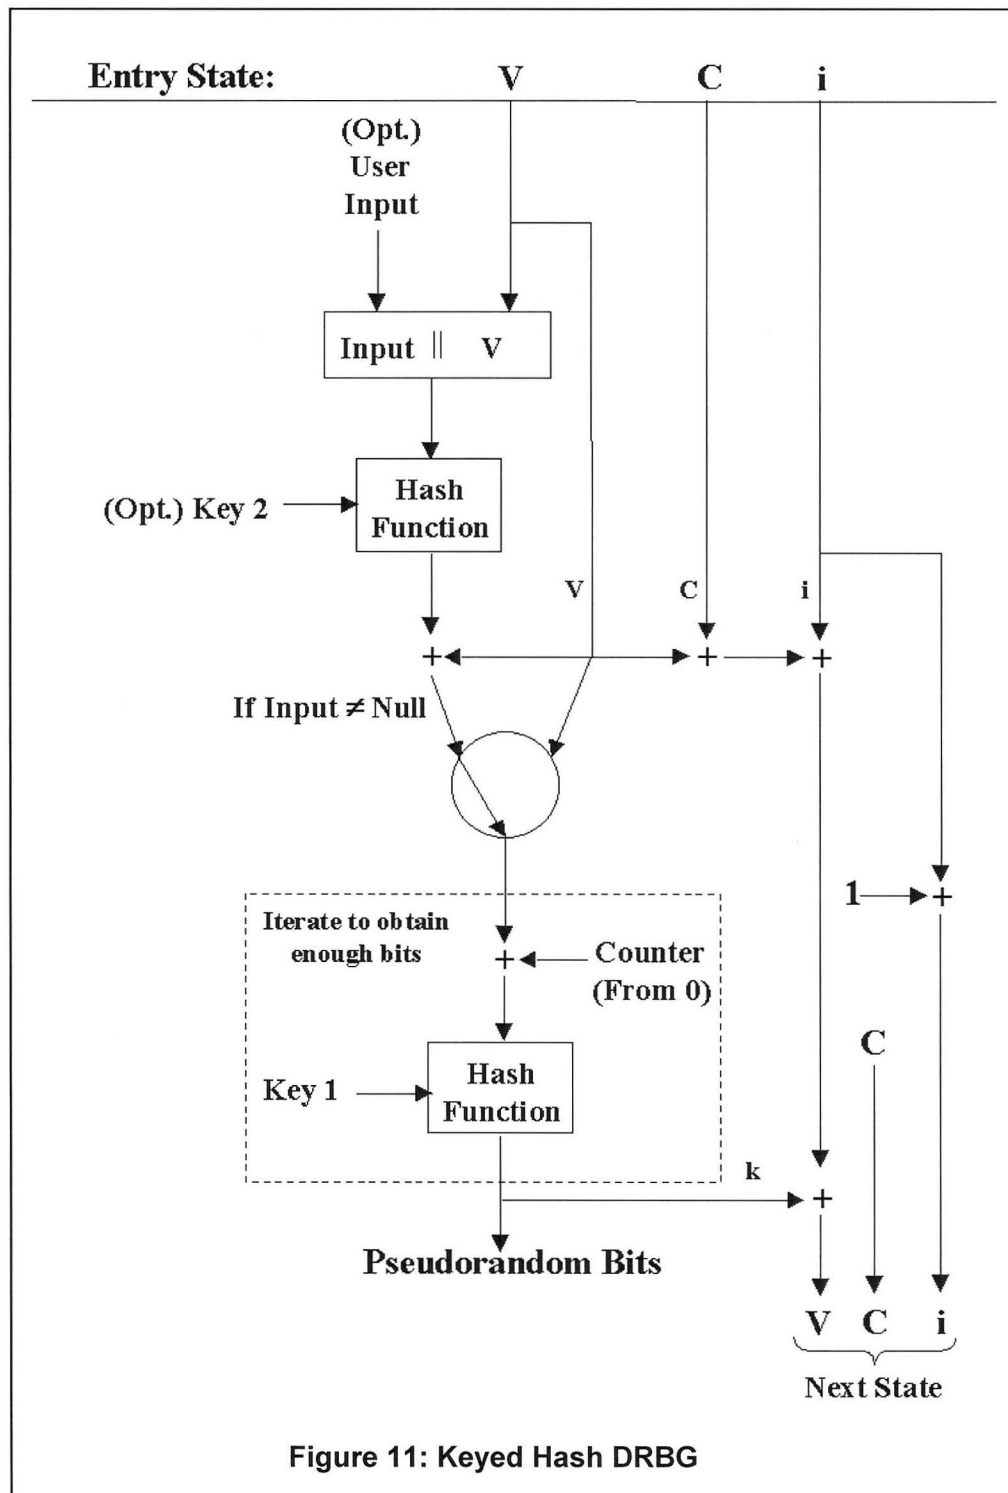 Entry State: V C i
(Opt.)
User
Input
Input || V
(Opt.) Key 2
Hash
Function
V C i
+ + +
If Input ≠ Null
1 +
Iterate to obtain
enough bits
+
Counter
(From 0)
C
Key 1
Hash
Function
k
+
Pseudorandom Bits
V C i
Next State
Figure 11: Keyed Hash DRBG